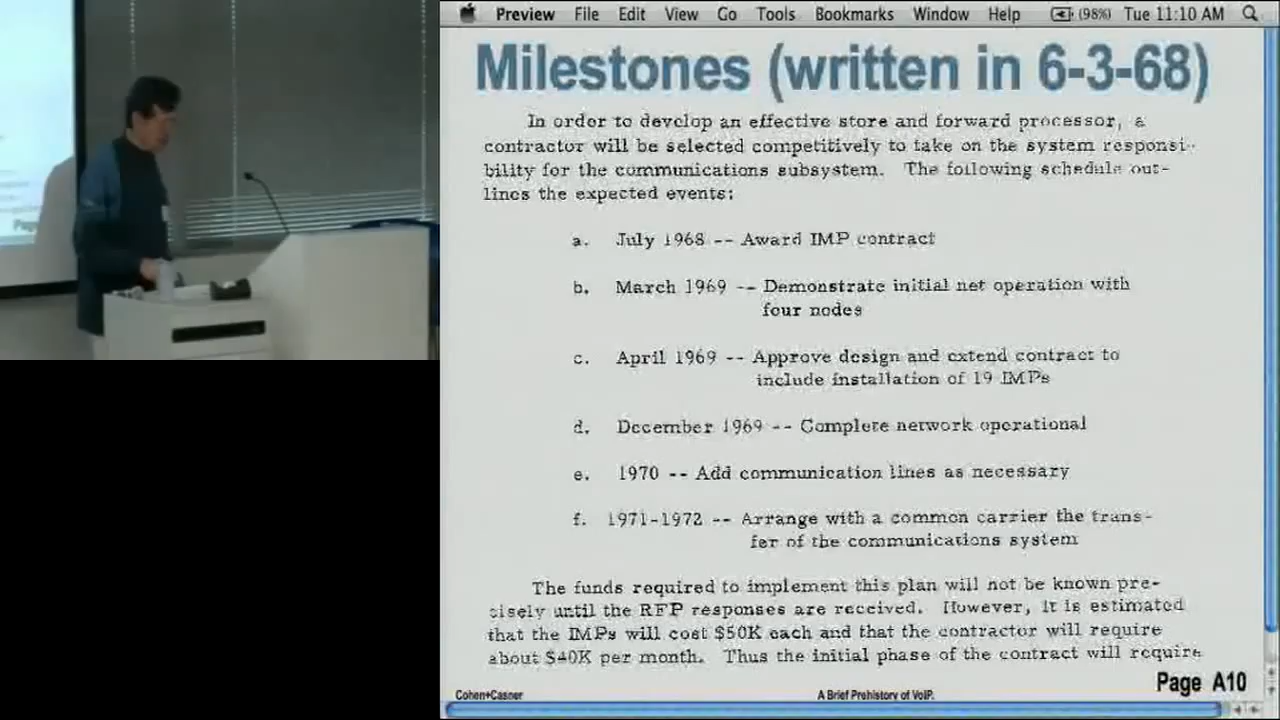 Preview File Edit View Go Tools Bookmarks Window Help (98%) Tue 11:10 AM
Milestones (written in 6-3-68)
In order to develop an effective store and forward processor, a
contractor will be selected competitively to take on the system responsi-
bility for the communications subsystem. The following schedule out-
lines the expected events:
a. July 1968 -- Award IMP contract
b. March 1969 -- Demonstrate initial net operation with
four nodes
c. April 1969 -- Approve design and extend contract to
include installation of 19 IMPs
d. December 1969 -- Complete network operational
e. 1970 -- Add communication lines as necessary
f. 1971-1972 -- Arrange with a common carrier the trans-
fer of the communications system
The funds required to implement this plan will not be known pre-
cisely until the RFP responses are received. However, it is estimated
that the IMPs will cost $50K each and that the contractor will require
about $40K per month. Thus the initial phase of the contract will require
Page A10
Cohen+Casner A Brief Prehistory of VoIP.